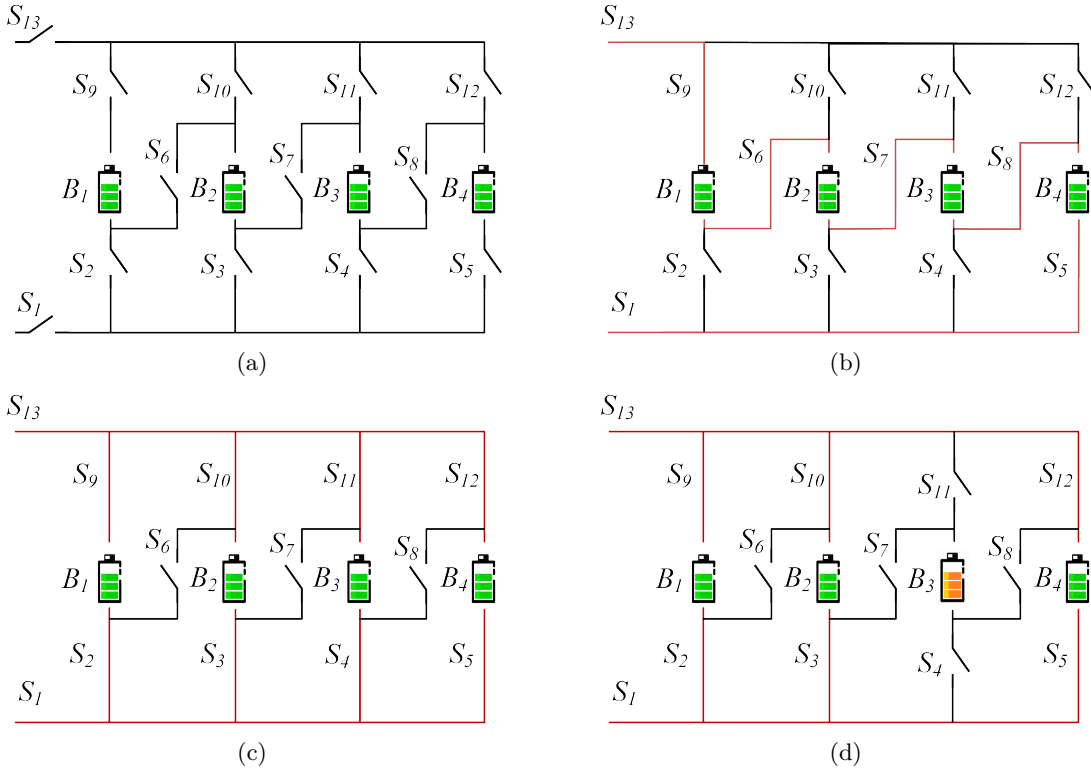 S13 S13
S9 S10 S11 S12 S9 S10 S11 S12
S6 S7 S8 S6 S7 S8
B1 B2 B3 B4 B1 B2 B3 B4
S2 S3 S4 S5 S2 S3 S4 S5
S1 S1
(a) (b)
S13 S13
S9 S10 S11 S12 S9 S10 S11 S12
S6 S7 S8 S6 S7 S8
B1 B2 B3 B4 B1 B2 B3 B4
S2 S3 S4 S5 S2 S3 S4 S5
S1 S1
(c) (d)